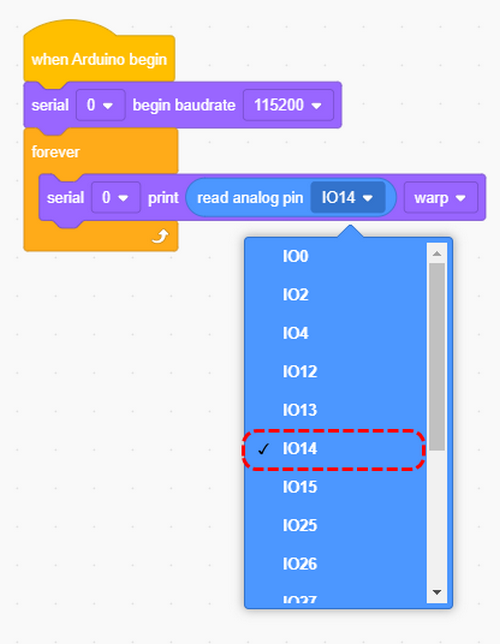 when Arduino begin
serial 0 begin baudrate 115200
forever
serial 0 print read analog pin IO14 warp
IO0
IO2
IO4
IO12
IO13
✓ IO14
IO15
IO25
IO26
IO27